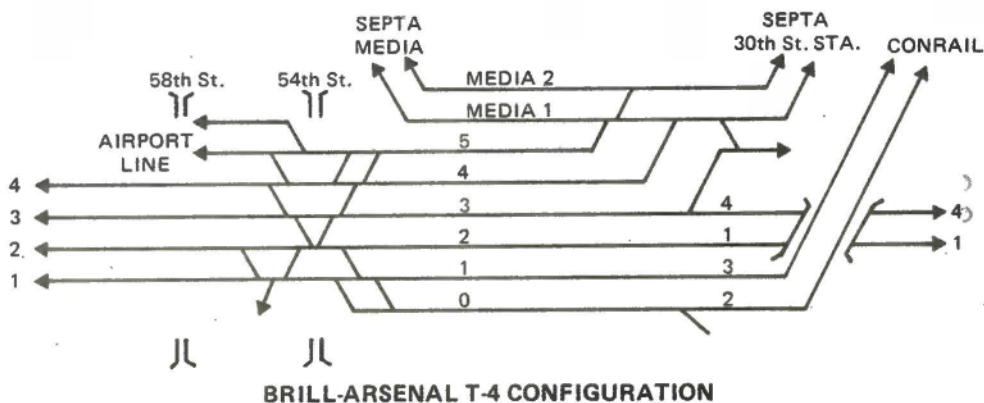 SEPTA
MEDIA
SEPTA
30th St. STA.
CONRAIL
58th St.
54th St.
MEDIA 2
MEDIA 1
AIRPORT
LINE
5
4
4
3
3
4
4
2
2
1
1
1
1
3
0
2
BRILL-ARSENAL T-4 CONFIGURATION